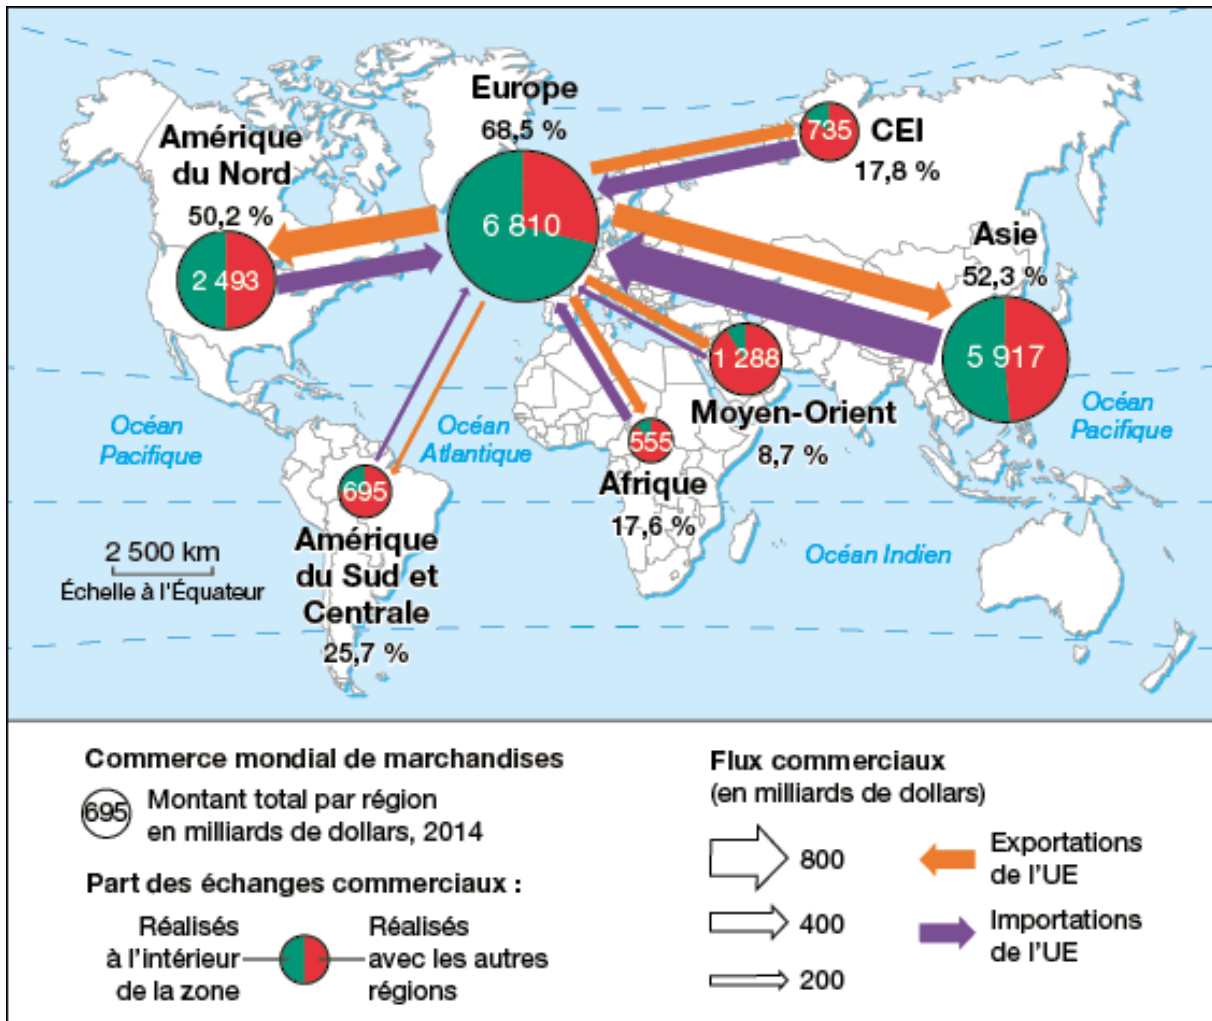 Europe
68,5 %
6 810
Amérique
du Nord
50,2 %
2 493
735
CEI
17,8 %
Asie
52,3 %
5 917
1 288
Moyen-Orient
8,7 %
555
Afrique
17,6 %
695
Amérique
du Sud et
Centrale
25,7 %
Océan
Pacifique
Océan
Atlantique
Océan
Pacifique
Océan Indien
2 500 km
Échelle à l'Équateur
Commerce mondial de marchandises
695
Montant total par région
en milliards de dollars, 2014
Part des échanges commerciaux :
Réalisés
à l'intérieur
de la zone
Réalisés
avec les autres
régions
Flux commerciaux
(en milliards de dollars)
800
400
200
Exportations
de l'UE
Importations
de l'UE